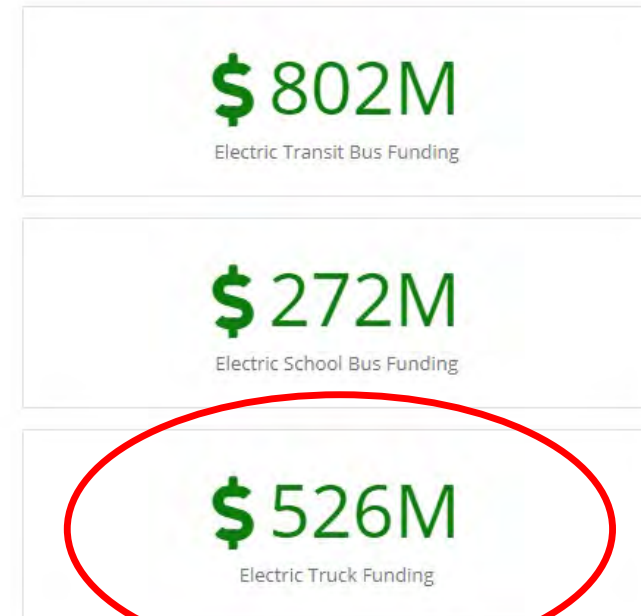 $ 802M
Electric Transit Bus Funding
$ 272M
Electric School Bus Funding
$ 526M
Electric Truck Funding